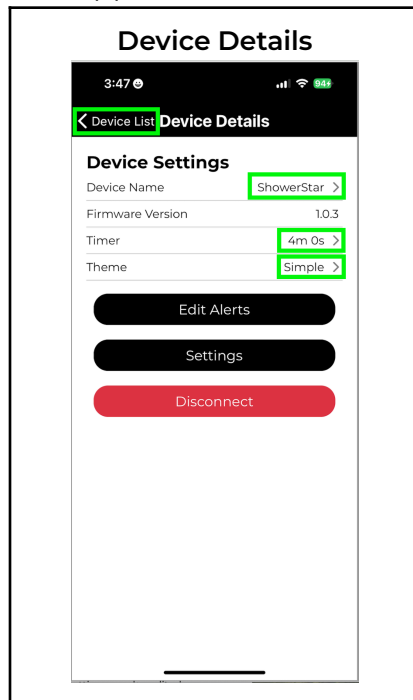 Device Details
3:47
94
Device List Device Details
Device Settings
Device Name ShowerStar
Firmware Version 1.0.3
Timer 4m 0s
Theme Simple
Edit Alerts
Settings
Disconnect